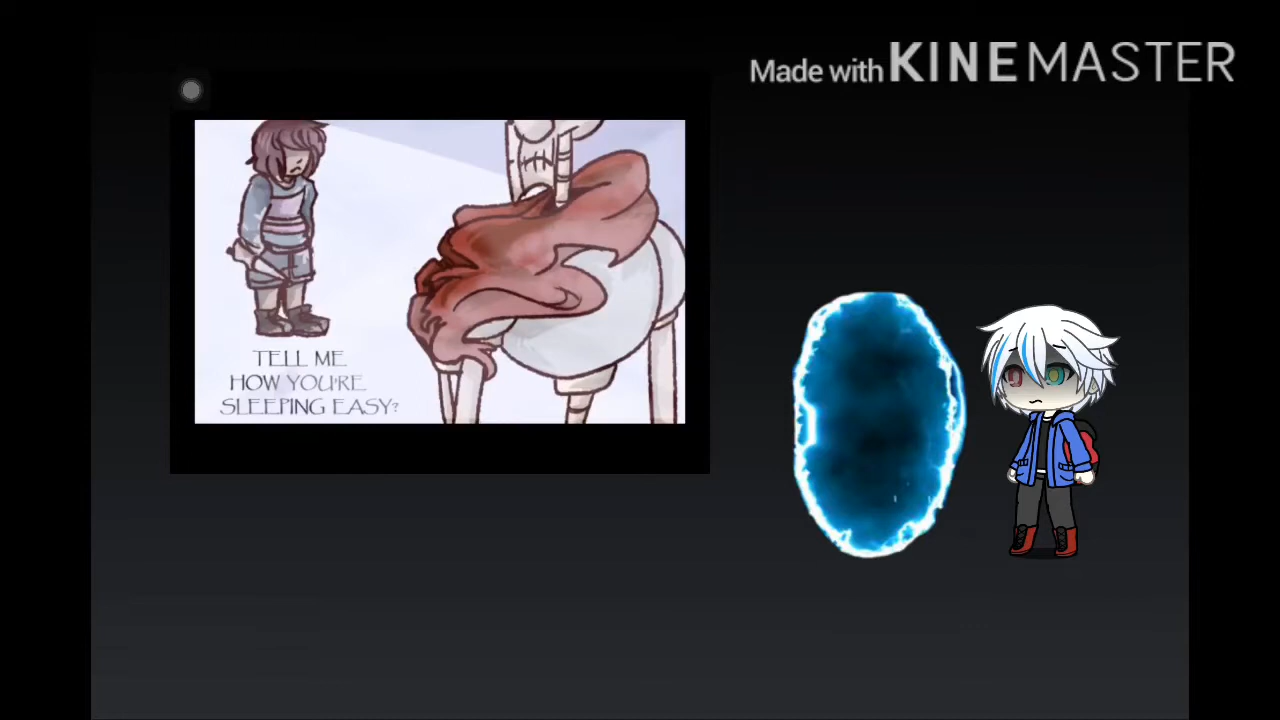 Made with KINEMASTER
TELL ME
HOW YOU'RE
SLEEPING EASY?